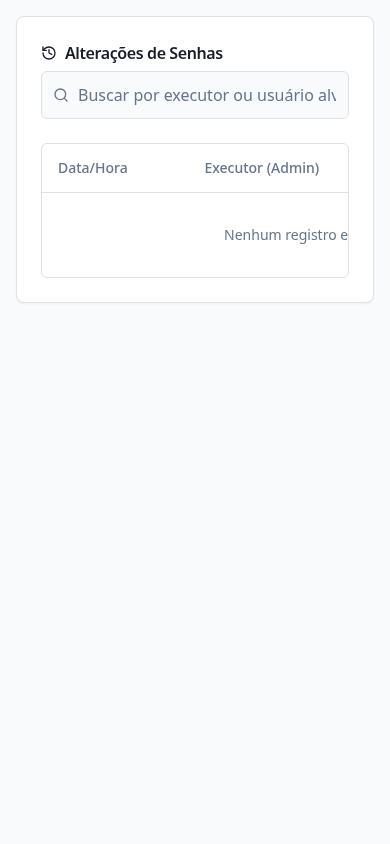 Alterações de Senhas
Buscar por executor ou usuário alv
Data/Hora Executor (Admin)
Nenhum registro e